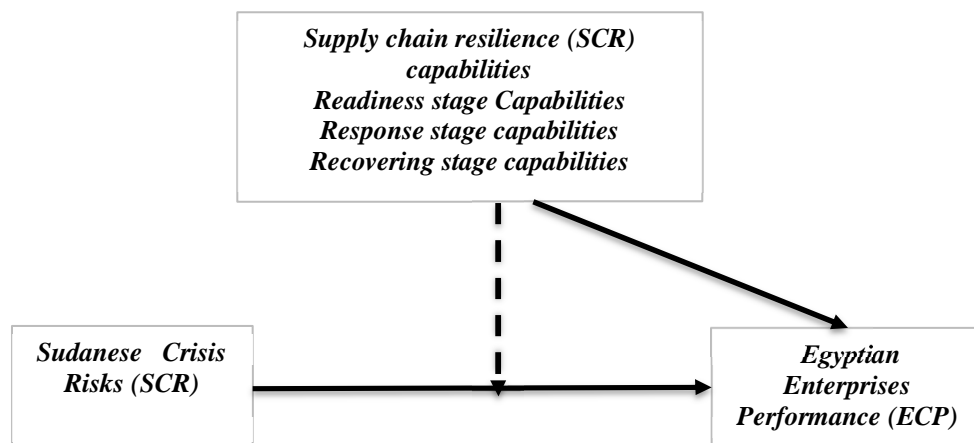 Supply chain resilience (SCR)
capabilities
Readiness stage Capabilities
Response stage capabilities
Recovering stage capabilities
Sudanese Crisis
Risks (SCR)
Egyptian
Enterprises
Performance (ECP)